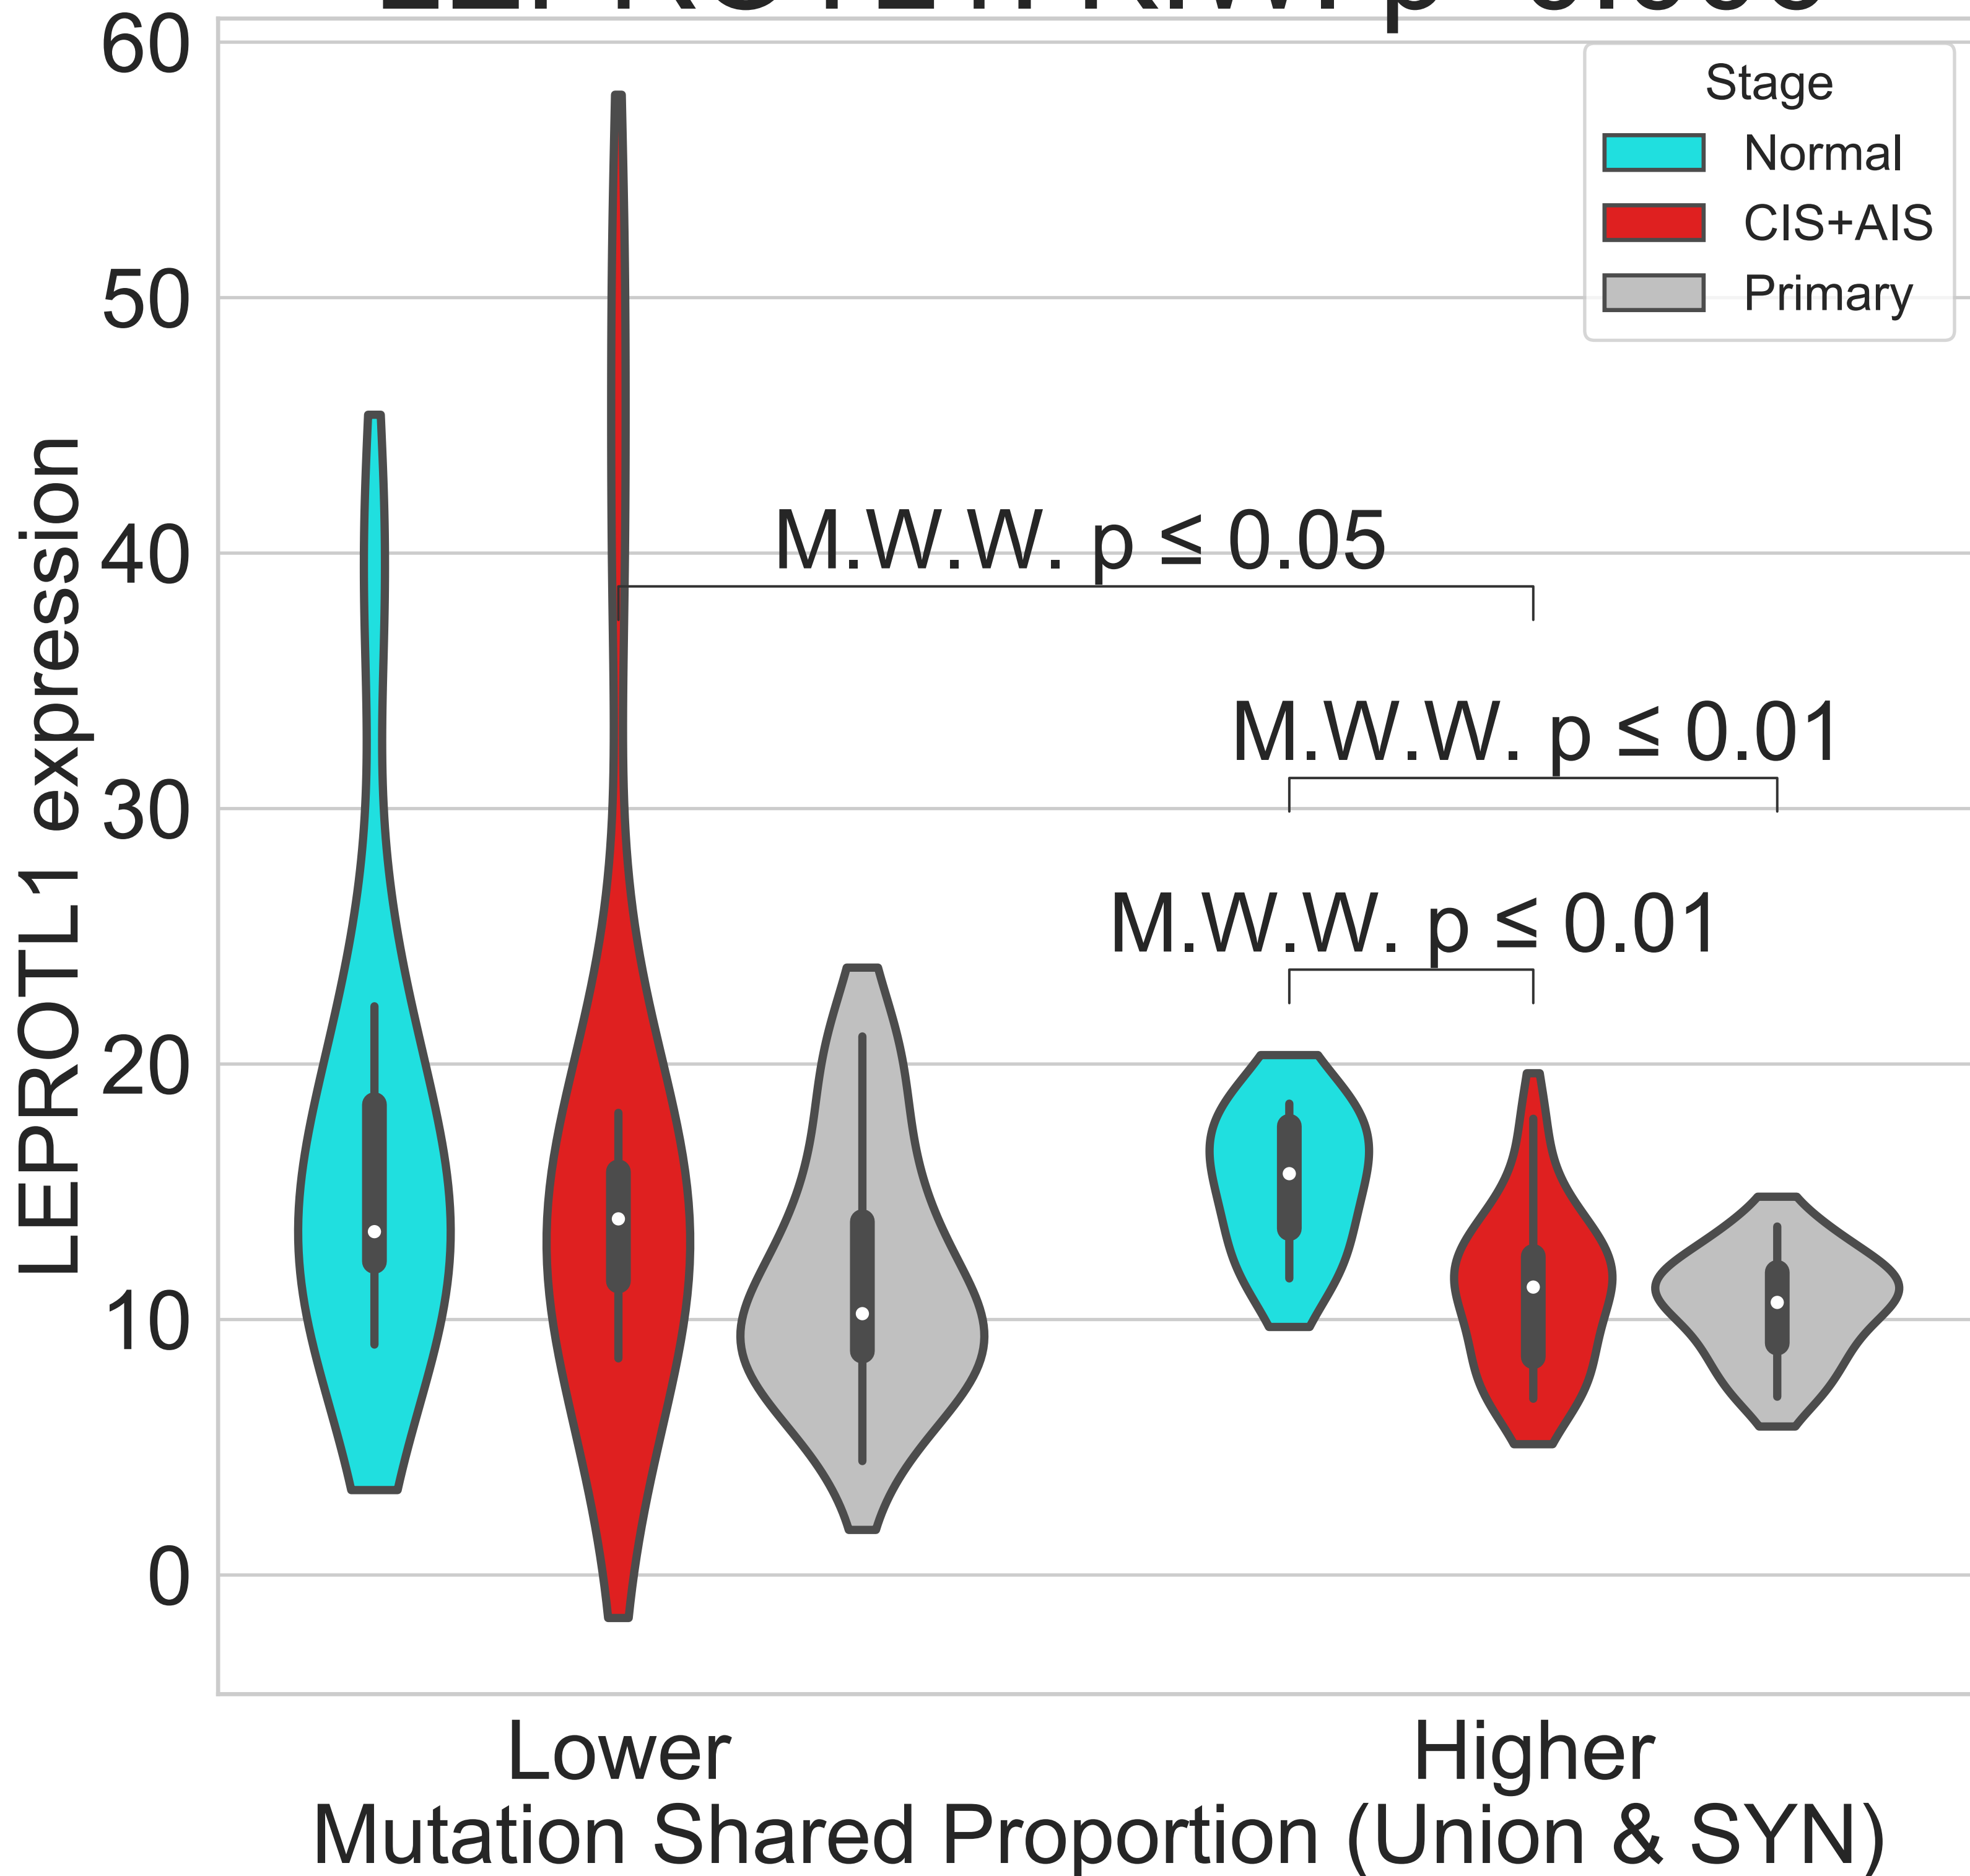 60
Stage
Normal
CIS+AIS
Primary
50
40
30
20
10
0
LEPROTL1 expression
M.W.W. p ≤ 0.05
M.W.W. p ≤ 0.01
M.W.W. p ≤ 0.01
Lower
Higher
Mutation Shared Proportion (Union & SYN)